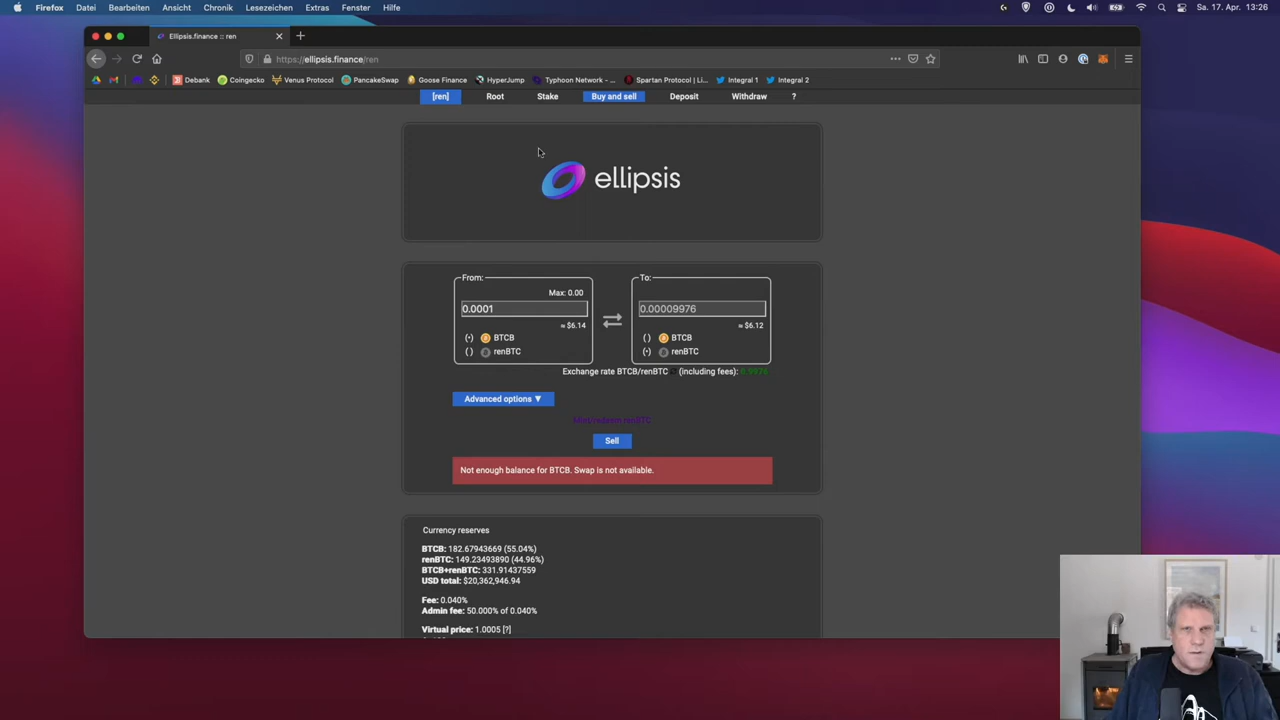 Firefox Datei Bearbeiten Ansicht Chronik Lesezeichen Extras Fenster Hilfe Sa. 17. Apr. 13:26
Ellipsis.finance :: ren
https://ellipsis.finance/ren
Debank Coingecko Venus Protocol PancakeSwap Goose Finance HyperJump Typhoon Network - ... Spartan Protocol | Li... Integral 1 Integral 2
[ren] Root Stake Buy and sell Deposit Withdraw ?
ellipsis
From: To:
Max: 0.00
0.0001 0.00009976
≈ $6.14 ≈ $6.12
(•) BTCB ( ) BTCB
( ) renBTC (•) renBTC
Exchange rate BTCB/renBTC (including fees): 0.9976
Advanced options ▼
Mint/redeem renBTC
Sell
Not enough balance for BTCB. Swap is not available.
Currency reserves
BTCB: 182.67943669 (55.04%)
renBTC: 149.23493890 (44.96%)
BTCB+renBTC: 331.91437559
USD total: $20,362,946.94
Fee: 0.040%
Admin fee: 50.000% of 0.040%
Virtual price: 1.0005 [?]